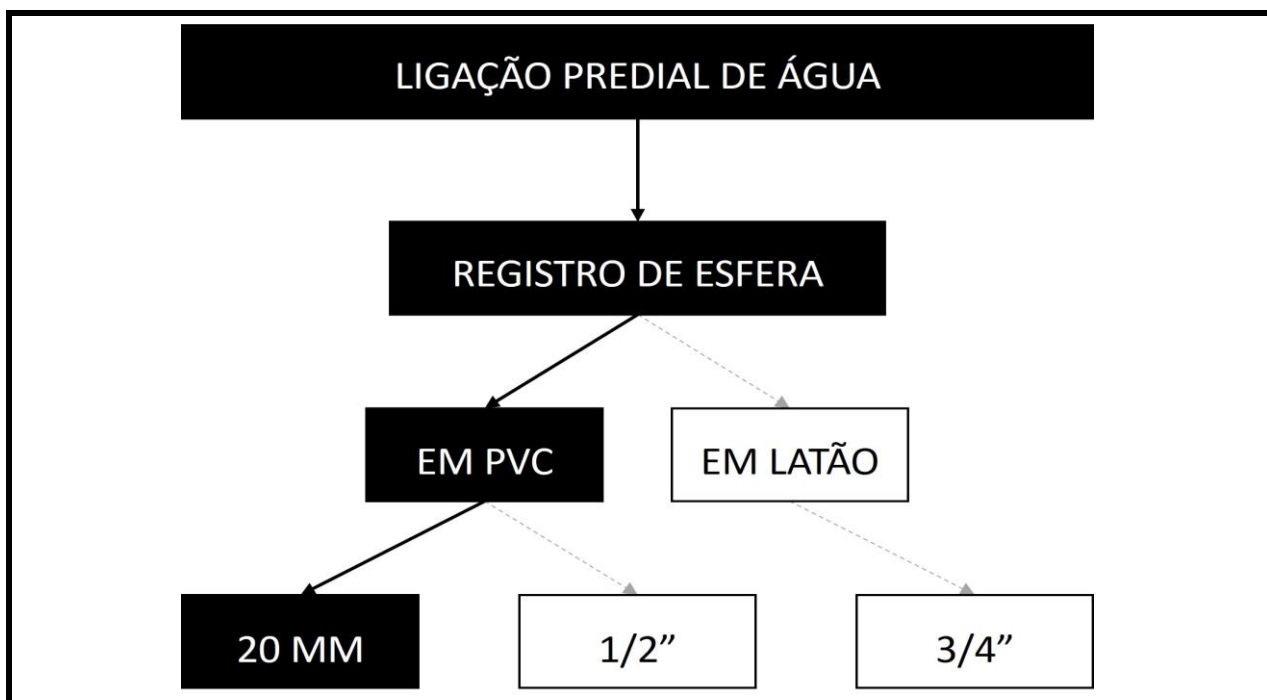 LIGAÇÃO PREDIAL DE ÁGUA
REGISTRO DE ESFERA
EM PVC
EM LATÃO
20 MM
1/2”
3/4”